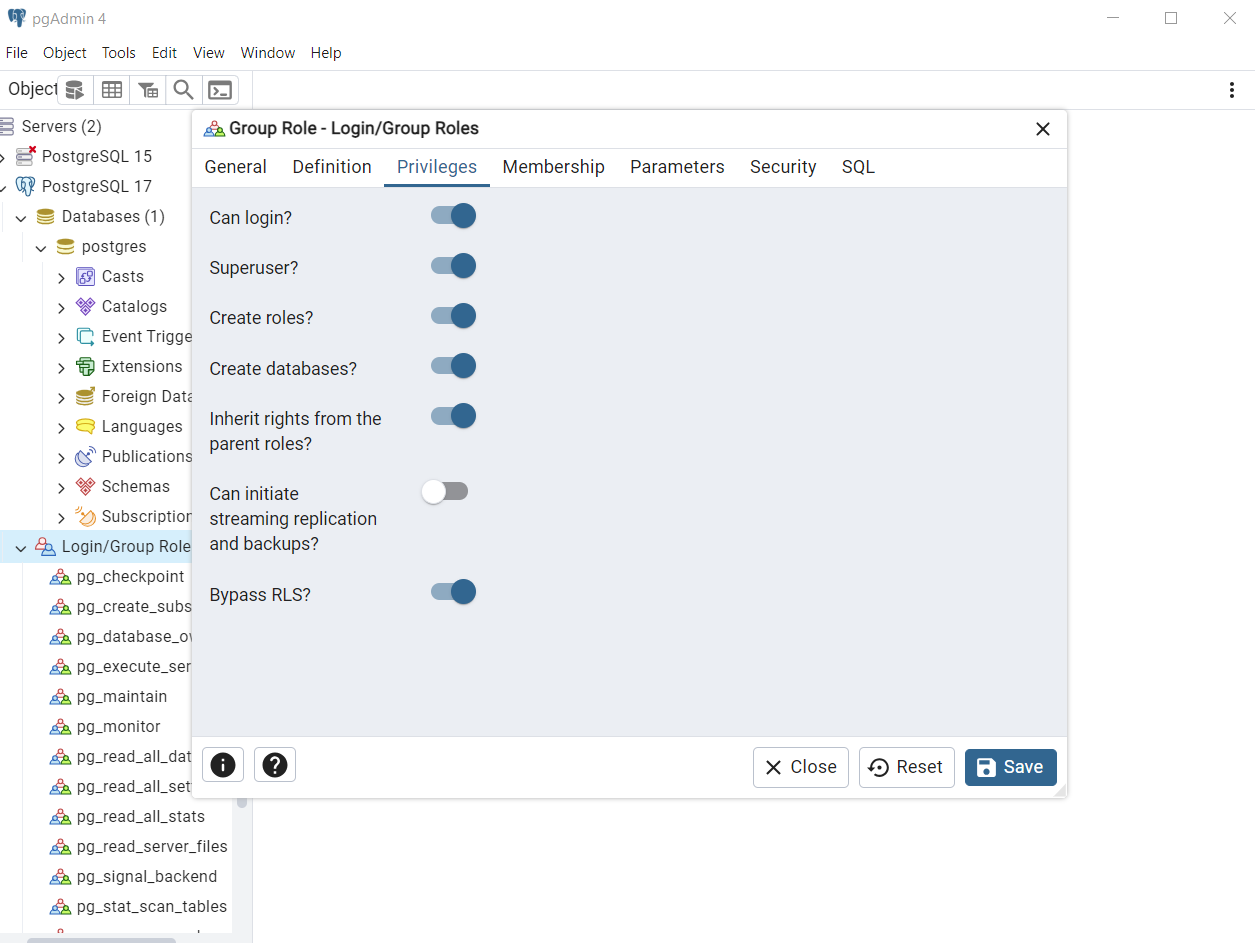 pgAdmin 4
File Object Tools Edit View Window Help
Object
Servers (2)
PostgreSQL 15
PostgreSQL 17
Databases (1)
postgres
Casts
Catalogs
Event Trigge
Extensions
Foreign Data
Languages
Publications
Schemas
Subscription
Login/Group Role
pg_checkpoint
pg_create_subs
pg_database_ow
pg_execute_ser
pg_maintain
pg_monitor
pg_read_all_dat
pg_read_all_set
pg_read_all_stats
pg_read_server_files
pg_signal_backend
pg_stat_scan_tables
Group Role - Login/Group Roles
General Definition Privileges Membership Parameters Security SQL
Can login?
Superuser?
Create roles?
Create databases?
Inherit rights from the
parent roles?
Can initiate
streaming replication
and backups?
Bypass RLS?
Close Reset Save